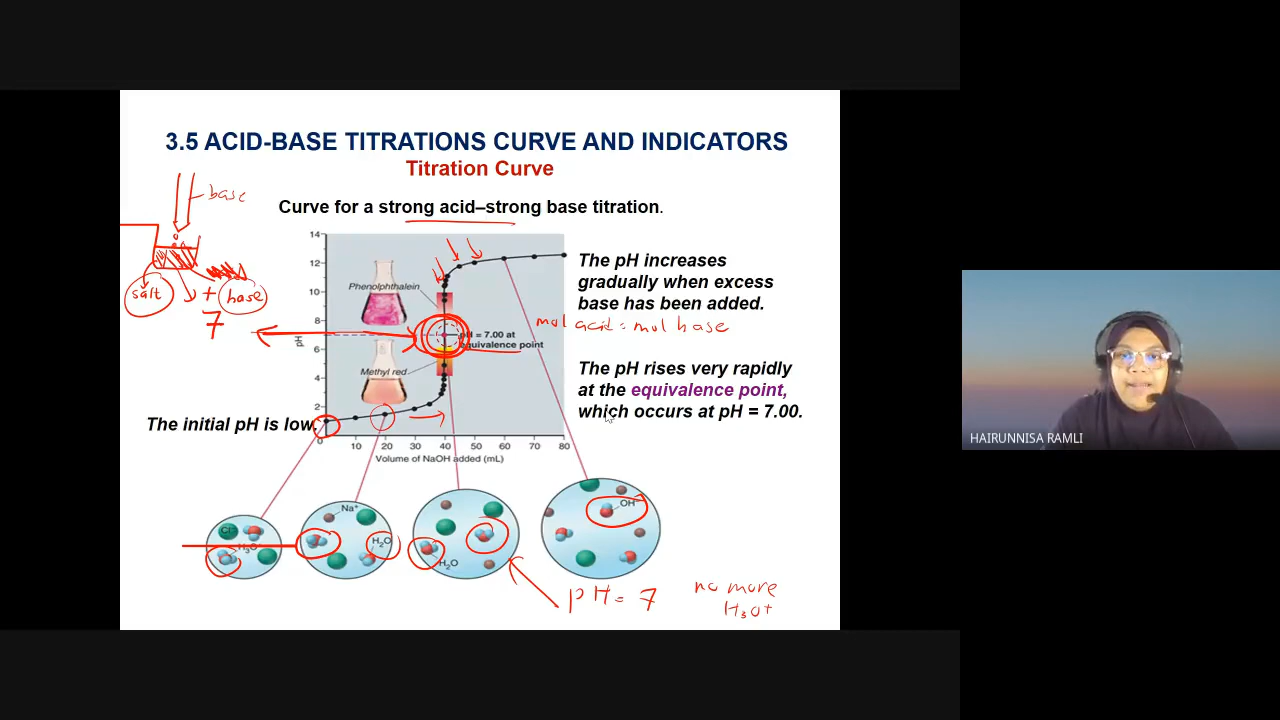 3.5 ACID-BASE TITRATIONS CURVE AND INDICATORS
Titration Curve
base
Curve for a strong acid–strong base titration.
14
12
10
8
6
4
2
0
pH
Phenolphthalein
Methyl red
pH = 7.00 at
equivalence point
10 20 30 40 50 60 70 80
Volume of NaOH added (mL)
salt + base
7
The pH increases
gradually when excess
base has been added.
mol acid = mol base
The pH rises very rapidly
at the equivalence point,
which occurs at pH = 7.00.
The initial pH is low.
Cl-
H₃O+
Na+
H₂O
H₂O
OH-
pH = 7
no more
H₃O+
HAIRUNNISA RAMLI